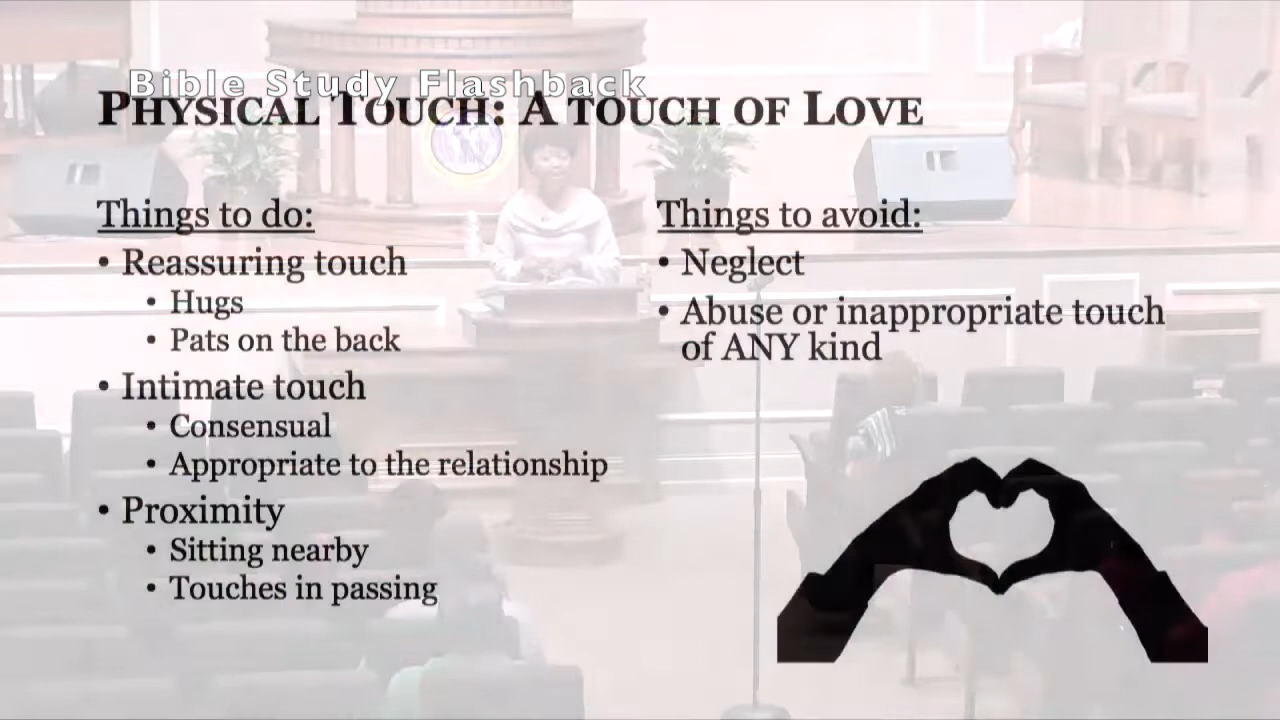 Bible Study Flashback
PHYSICAL TOUCH: A TOUCH OF LOVE
Things to do:
• Reassuring touch
• Hugs
• Pats on the back
• Intimate touch
• Consensual
• Appropriate to the relationship
• Proximity
• Sitting nearby
• Touches in passing
Things to avoid:
• Neglect
• Abuse or inappropriate touch
of ANY kind